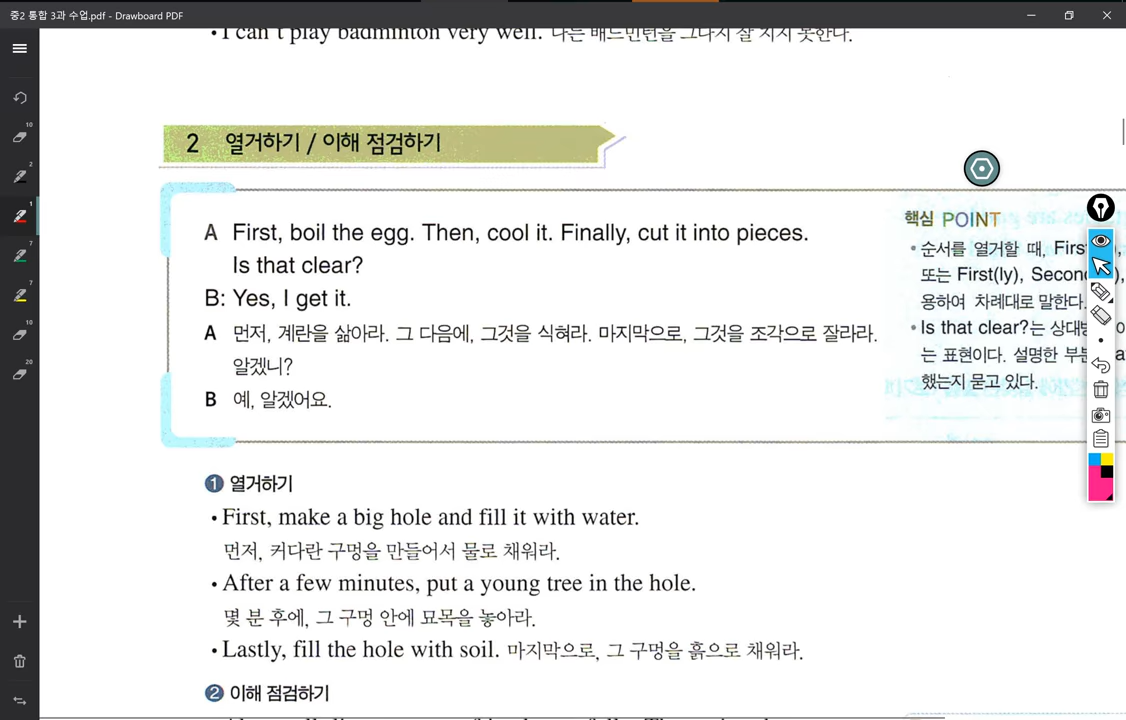 중2 통합 3과 수업.pdf - Drawboard PDF
• I can't play badminton very well. 나는 배드민턴을 그다지 잘 치지 못한다.
2 열거하기 / 이해 점검하기
A First, boil the egg. Then, cool it. Finally, cut it into pieces.
Is that clear?
B: Yes, I get it.
A 먼저, 계란을 삶아라. 그 다음에, 그것을 식혀라. 마지막으로, 그것을 조각으로 잘라라.
알겠니?
B 예, 알겠어요.
핵심 POINT
• 순서를 열거할 때,
또는 First(ly),
용하여 차례대로 말한다.
• Is that clear?는
는 표현이다. 설명한
했는지 묻고 있다.
1 열거하기
• First, make a big hole and fill it with water.
먼저, 커다란 구멍을 만들어서 물로 채워라.
• After a few minutes, put a young tree in the hole.
몇 분 후에, 그 구멍 안에 묘목을 놓아라.
• Lastly, fill the hole with soil. 마지막으로, 그 구멍을 흙으로 채워라.
2 이해 점검하기
10
2
1
7
7
10
20